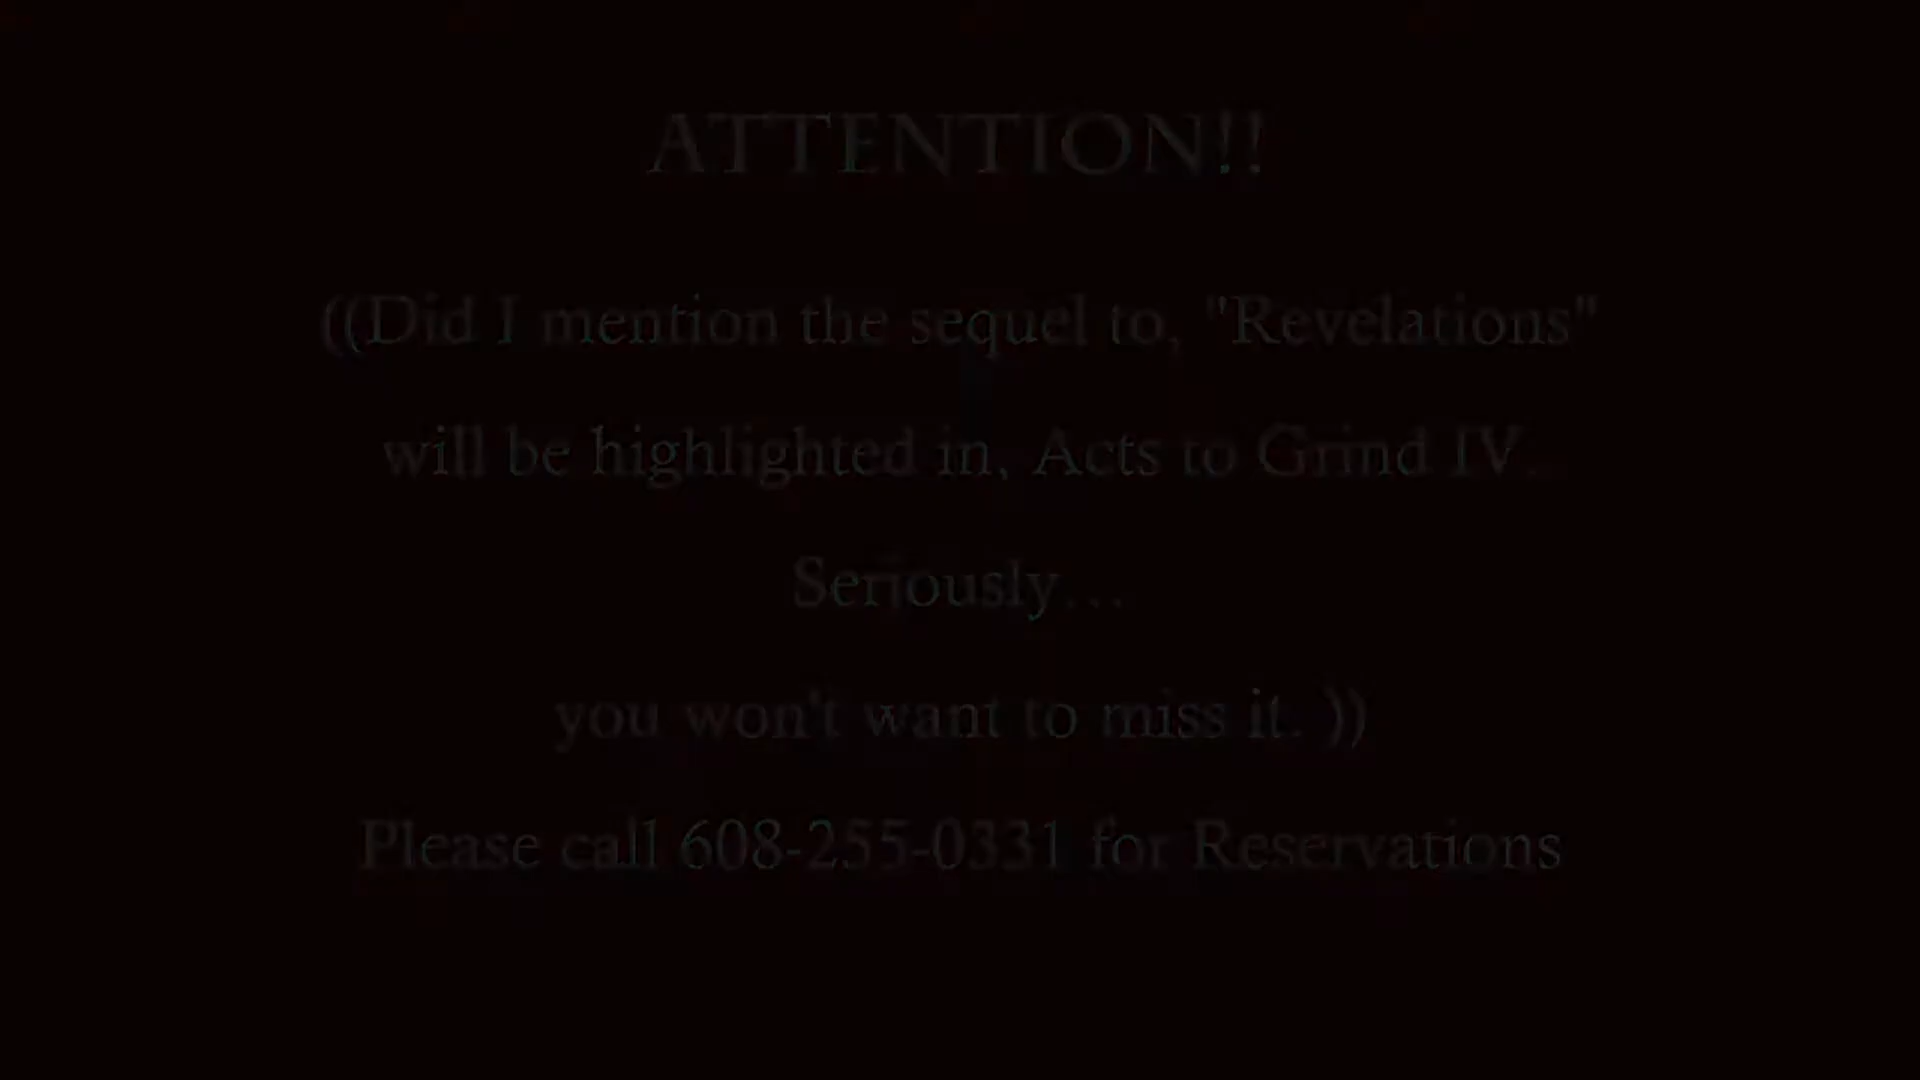 ATTENTION!!
((Did I mention the sequel to, "Revelations"
will be highlighted in, Acts to Grind IV.
Seriously...
you won't want to miss it. ))
Please call 608-255-0331 for Reservations